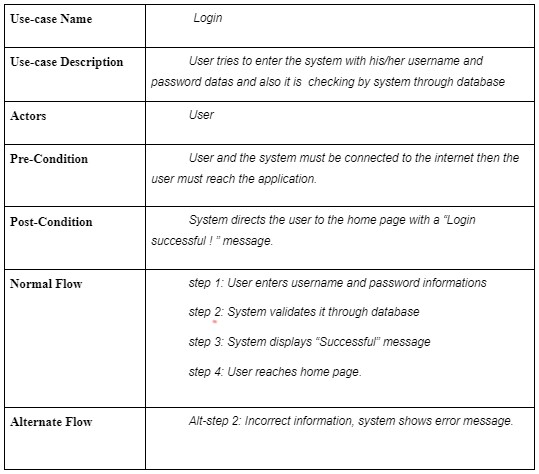 Use-case Name
Login
Use-case Description
User tries to enter the system with his/her username and
password datas and also it is checking by system through database
Actors
User
Pre-Condition
User and the system must be connected to the internet then the
user must reach the application.
Post-Condition
System directs the user to the home page with a “Login
successful ! ” message.
Normal Flow
step 1: User enters username and password informations
step 2: System validates it through database
step 3: System displays “Successful” message
step 4: User reaches home page.
Alternate Flow
Alt-step 2: Incorrect information, system shows error message.